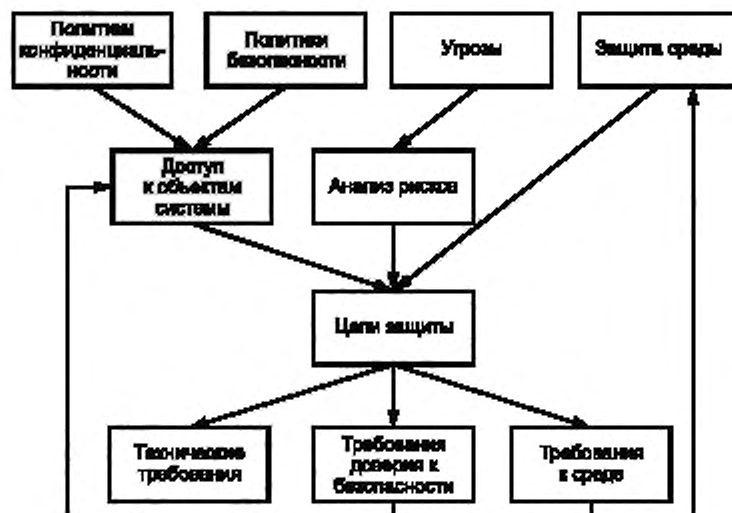 Политики
конфиденциаль-
ности
Политики
безопасности
Угрозы
Защита среды
Доступ
к объектам
системы
Анализ рисков
Цели защиты
Технические
требования
Требования
доверия к
безопасности
Требования
к среде